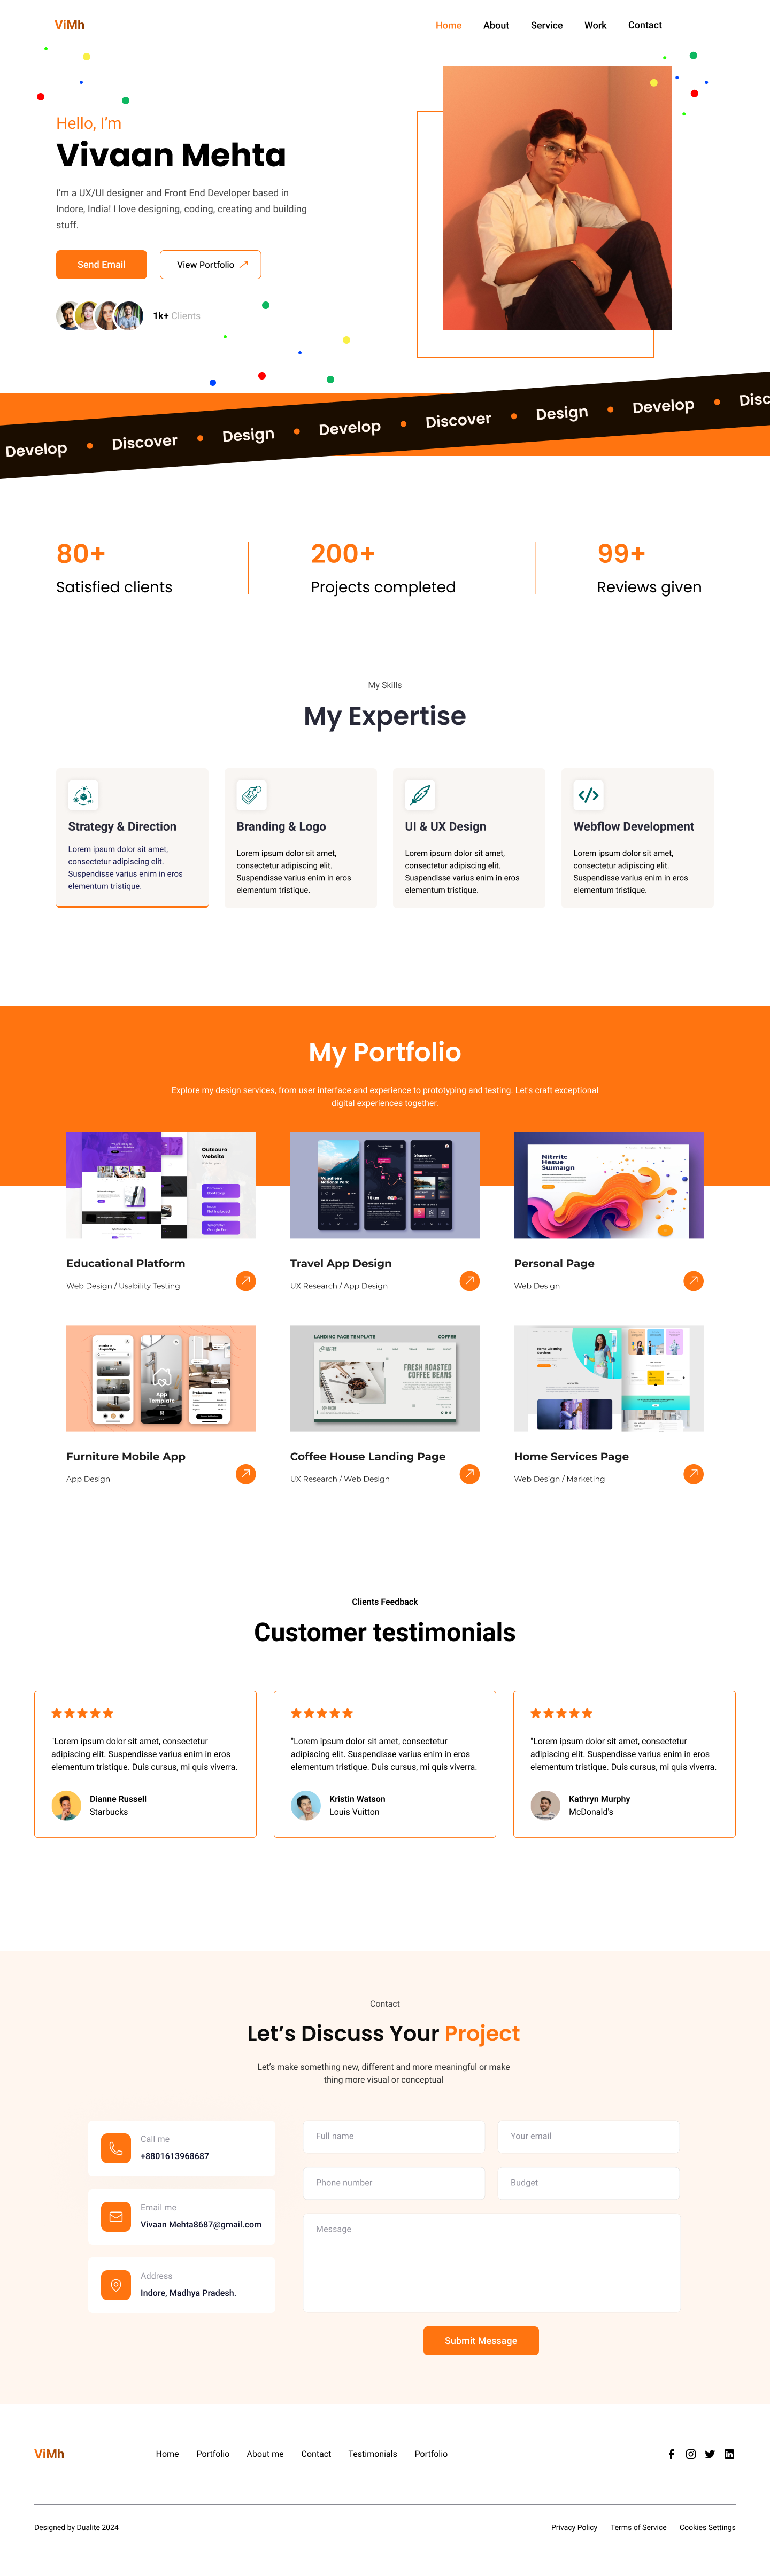 ViMh
Home
About
Service
Work
Contact
Hello, I'm
Vivaan Mehta
I'm a UX/UI designer and Front End Developer based in
Indore, India! I love designing, coding, creating and building
stuff.
Send Email
View Portfolio
1k+ Clients
Develop
Discover
Design
Develop
Discover
Design
Develop
Disc
80+
Satisfied clients
200+
Projects completed
99+
Reviews given
My Skills
My Expertise
Strategy & Direction
Lorem ipsum dolor sit amet,
consectetur adipiscing elit.
Suspendisse varius enim in eros
elementum tristique.
Branding & Logo
Lorem ipsum dolor sit amet,
consectetur adipiscing elit.
Suspendisse varius enim in eros
elementum tristique.
UI & UX Design
Lorem ipsum dolor sit amet,
consectetur adipiscing elit.
Suspendisse varius enim in eros
elementum tristique.
Webflow Development
Lorem ipsum dolor sit amet,
consectetur adipiscing elit.
Suspendisse varius enim in eros
elementum tristique.
My Portfolio
Explore my design services, from user interface and experience to prototyping and testing. Let's craft exceptional
digital experiences together.
Outsoure
Website
Discover
Nitrritc
Hesue
Suimaign
Educational Platform
Web Design / Usability Testing
Travel App Design
UX Research / App Design
Personal Page
Web Design
App
Template
LANDING PAGE TEMPLATE
COFFEE
FRESH ROASTED
COFFEE BEANS
Home Cleaning
Services
Furniture Mobile App
App Design
Coffee House Landing Page
UX Research / Web Design
Home Services Page
Web Design / Marketing
Clients Feedback
Customer testimonials
"Lorem ipsum dolor sit amet, consectetur
adipiscing elit. Suspendisse varius enim in eros
elementum tristique. Duis cursus, mi quis viverra.
Dianne Russell
Starbucks
"Lorem ipsum dolor sit amet, consectetur
adipiscing elit. Suspendisse varius enim in eros
elementum tristique. Duis cursus, mi quis viverra.
Kristin Watson
Louis Vuitton
"Lorem ipsum dolor sit amet, consectetur
adipiscing elit. Suspendisse varius enim in eros
elementum tristique. Duis cursus, mi quis viverra.
Kathryn Murphy
McDonald's
Contact
Let's Discuss Your Project
Let's make something new, different and more meaningful or make
thing more visual or conceptual
Call me
+8801613968687
Email me
Vivaan Mehta8687@gmail.com
Address
Indore, Madhya Pradesh.
Full name
Your email
Phone number
Budget
Message
Submit Message
ViMh
Home
Portfolio
About me
Contact
Testimonials
Portfolio
Designed by Dualite 2024
Privacy Policy
Terms of Service
Cookies Settings